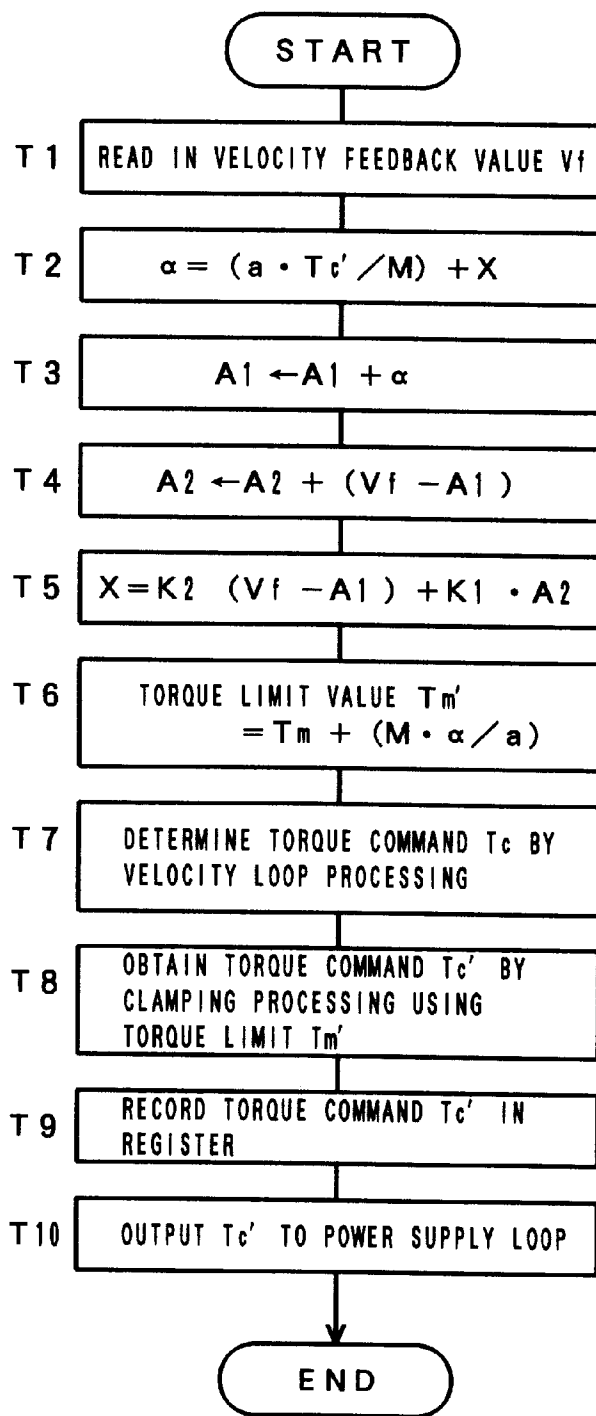 START
T1 READ IN VELOCITY FEEDBACK VALUE Vf
T2 α = (a · Tc′/M) + X
T3 A1 ← A1 + α
T4 A2 ← A2 + (Vf − A1)
T5 X = K2 (Vf − A1) + K1 · A2
T6 TORQUE LIMIT VALUE Tm′
= Tm + (M · α/a)
T7 DETERMINE TORQUE COMMAND Tc BY
VELOCITY LOOP PROCESSING
T8 OBTAIN TORQUE COMMAND Tc′ BY
CLAMPING PROCESSING USING
TORQUE LIMIT Tm′
T9 RECORD TORQUE COMMAND Tc′ IN
REGISTER
T10 OUTPUT Tc′ TO POWER SUPPLY LOOP
END